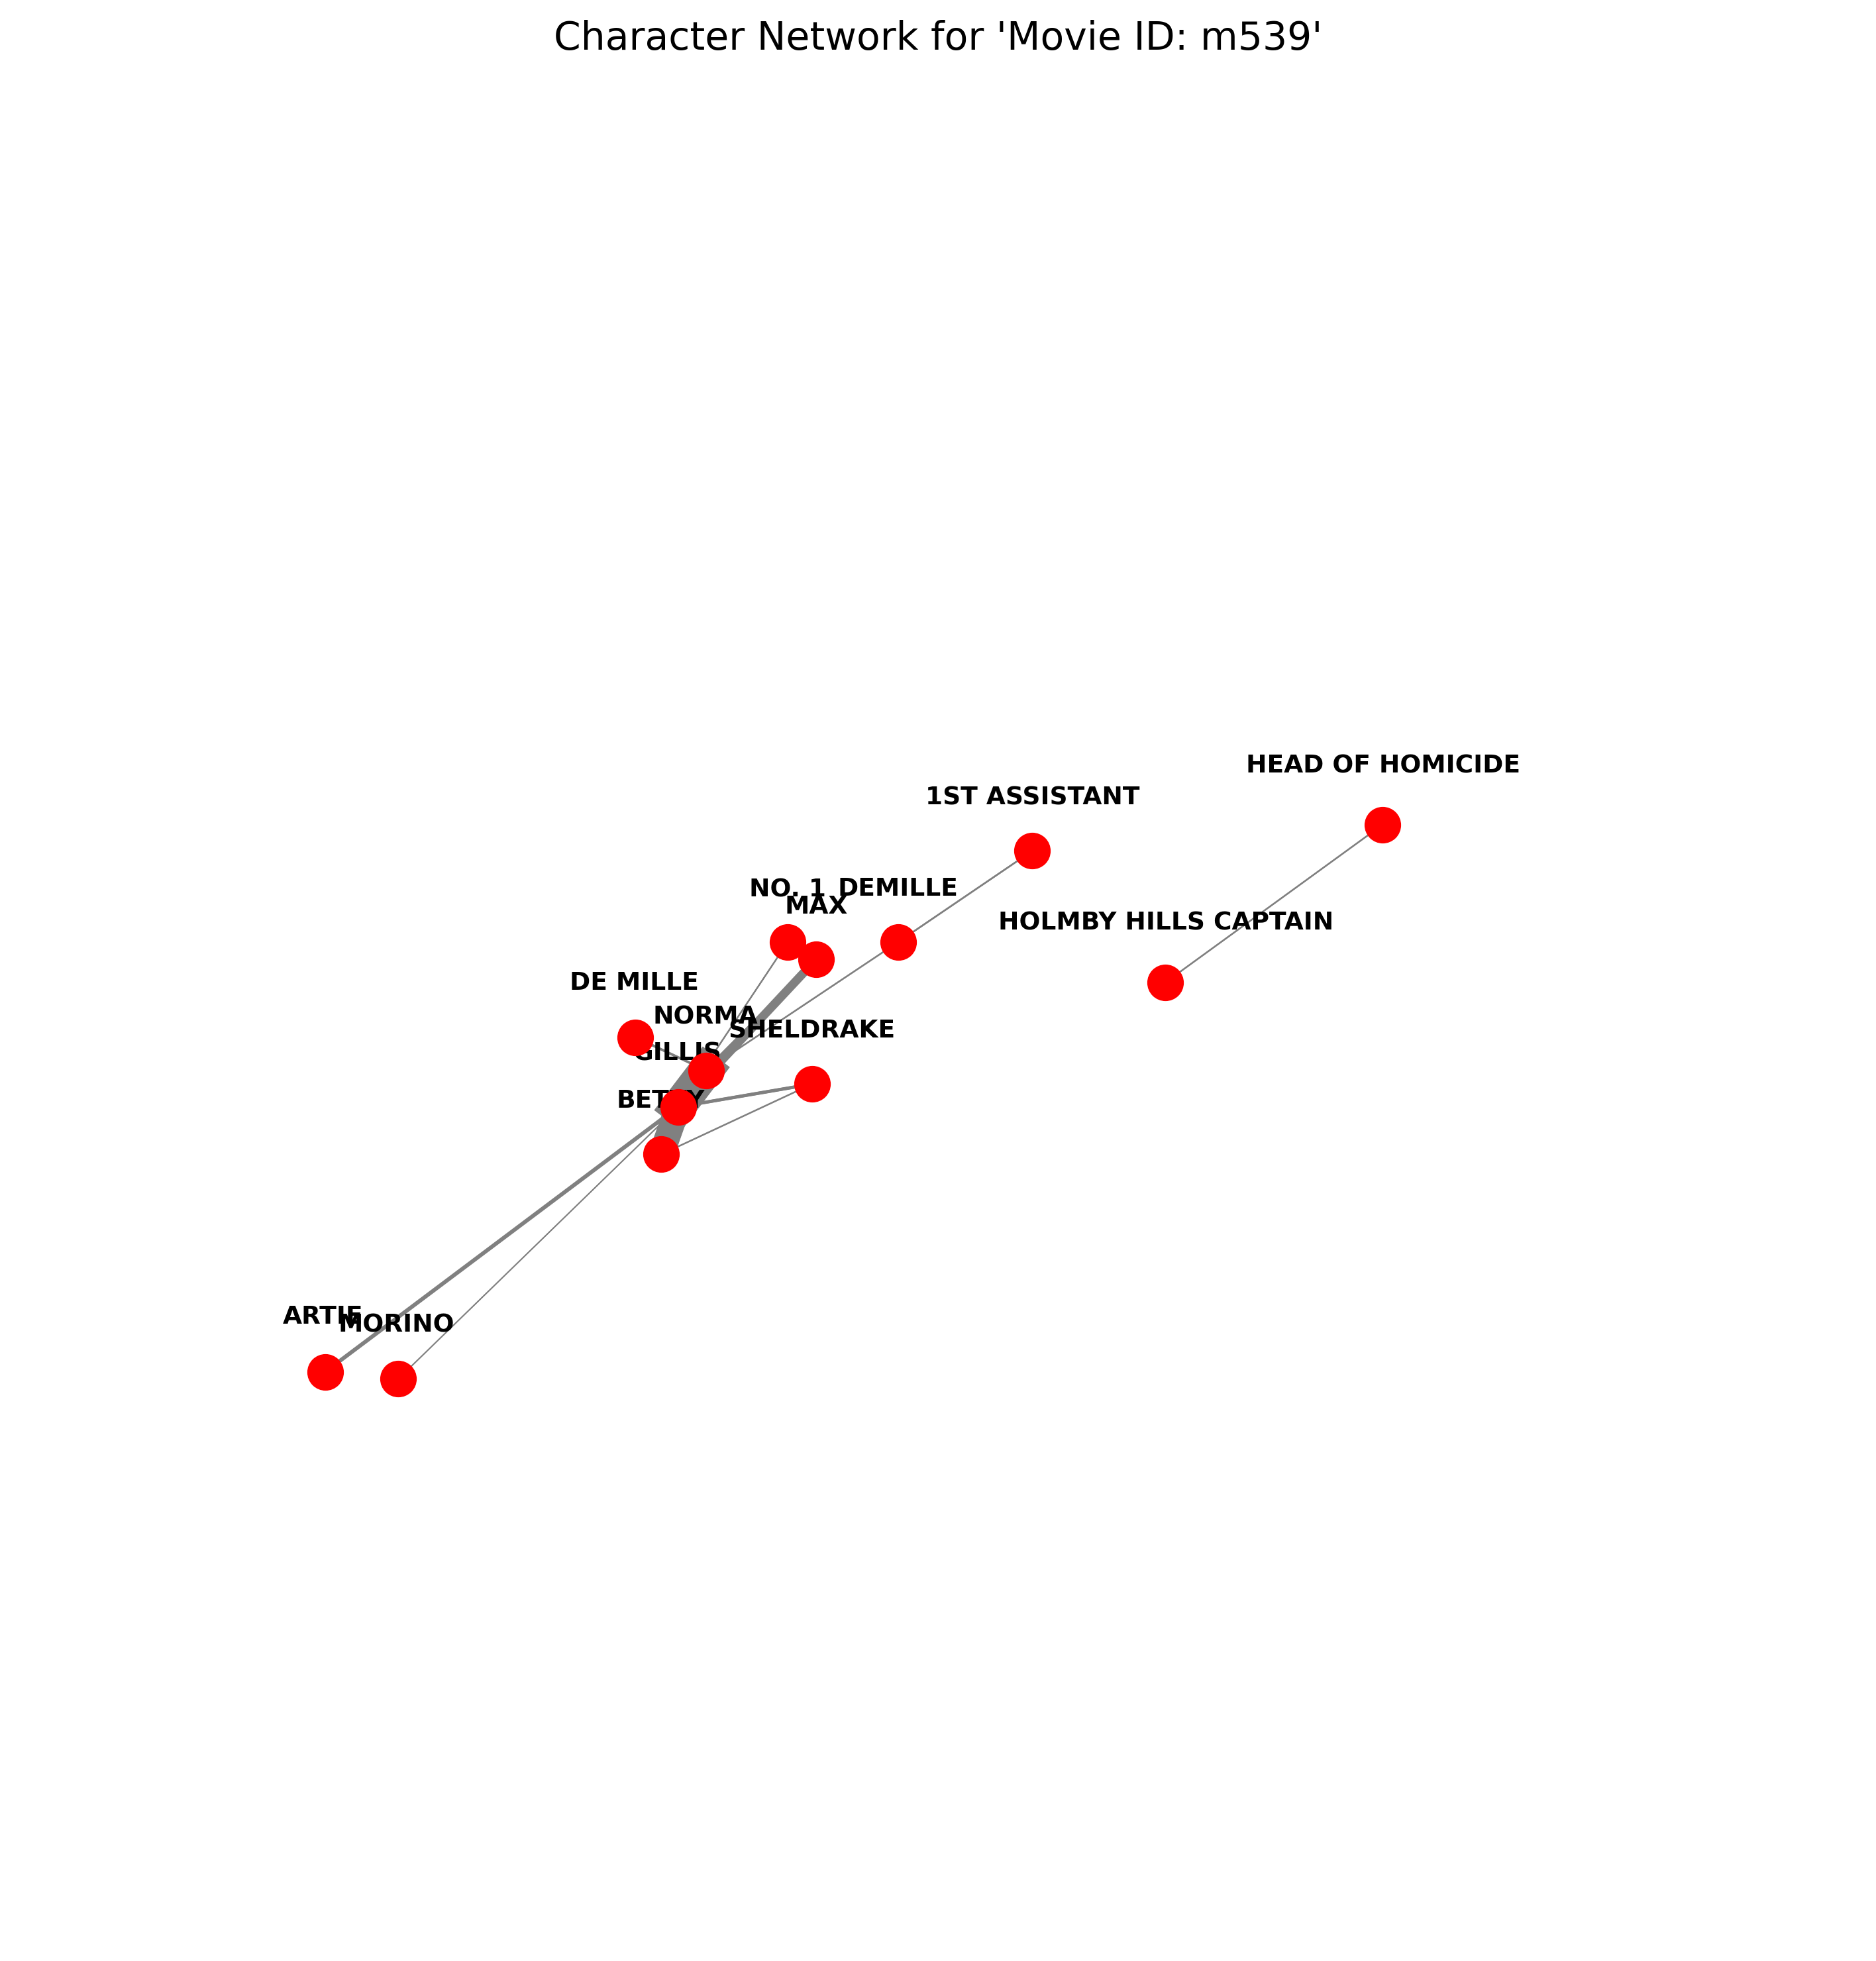 Character Network for 'Movie ID: m539'
HEAD OF HOMICIDE
1ST ASSISTANT
NO. 1
DEMILLE
MAX
HOLMBY HILLS CAPTAIN
DE MILLE
NORMA
SHELDRAKE
GILLIS
BETTY
ARTIE
MORINO